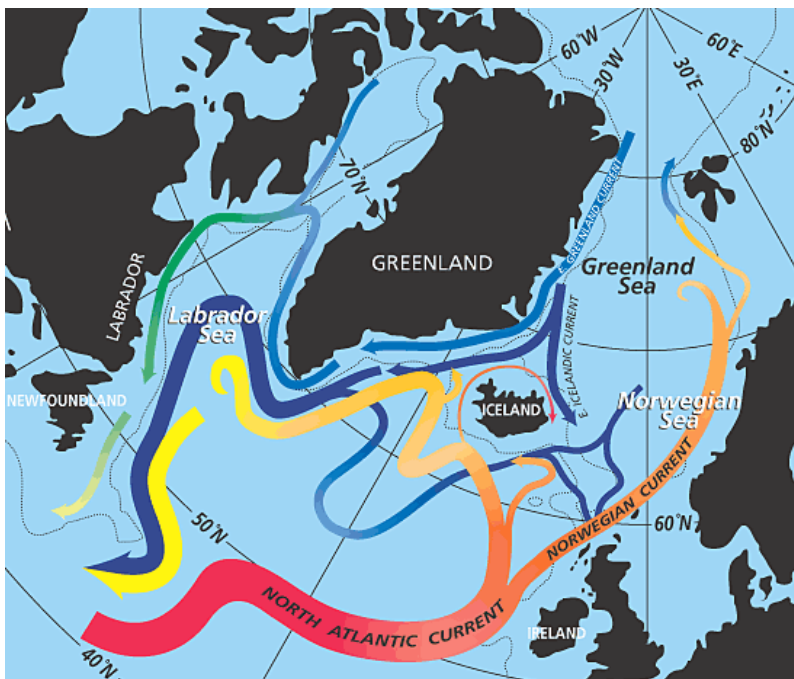 60°W
30°W
60°E
30°E
80°N
70°N
GREENLAND CURRENT
GREENLAND
Greenland
Sea
LABRADOR
Labrador
Sea
E. ICELANDIC CURRENT
NEWFOUNDLAND
ICELAND
Norwegian
Sea
NORWEGIAN CURRENT
60°N
50°N
NORTH ATLANTIC CURRENT
IRELAND
40°N